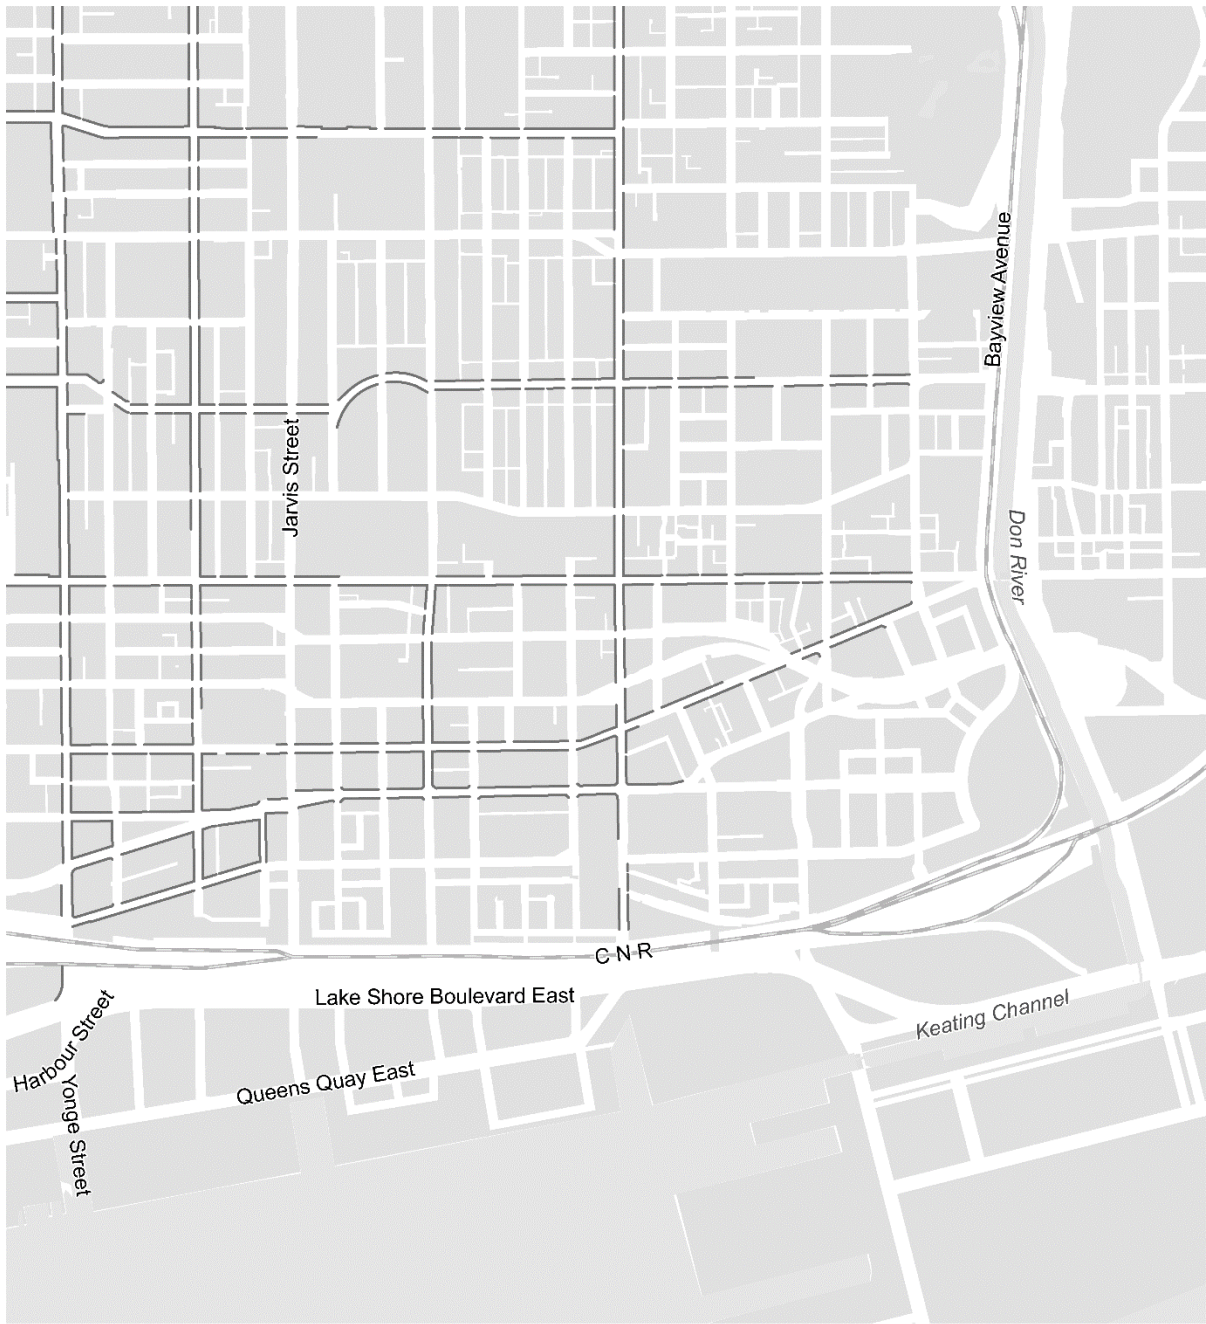 Bayview Avenue
Jarvis Street
Don River
C N R
Lake Shore Boulevard East
Keating Channel
Harbour Street
Queens Quay East
Yonge Street